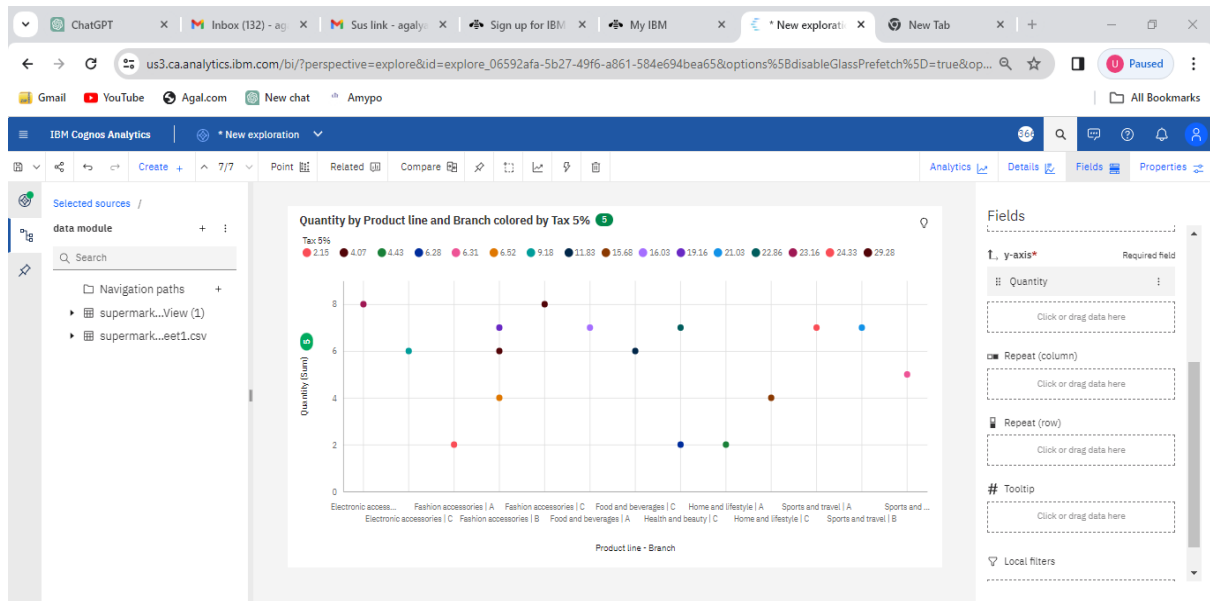 ChatGPT
Inbox (132) - ag
Sus link - agalya
Sign up for IBM
My IBM
* New explorati
New Tab
us3.ca.analytics.ibm.com/bi/?perspective=explore&id=explore_06592afa-5b27-49f6-a861-584e694bea65&options%5BdisableGlassPrefetch%5D=true&op...
U Paused
Gmail
YouTube
Agal.com
New chat
Amypo
All Bookmarks
IBM Cognos Analytics
* New exploration
366
Create +
7/7
Point
Related
Compare
Analytics
Details
Fields
Properties
Selected sources /
data module
Search
Navigation paths
supermark...View (1)
supermark...eet1.csv
Quantity by Product line and Branch colored by Tax 5% 5
Tax 5%
2.15 4.07 4.43 6.28 6.31 6.52 9.18 11.83 15.68 16.03 19.16 21.03 22.86 23.16 24.33 29.28
Quantity (Sum) 5
8
6
4
2
0
Electronic access... Fashion accessories | A Fashion accessories | C Food and beverages | C Home and lifestyle | A Sports and travel | A Sports and ...
Electronic accessories | C Fashion accessories | B Food and beverages | A Health and beauty | C Home and lifestyle | C Sports and travel | B
Product line - Branch
Fields
y-axis* Required field
Quantity
Click or drag data here
Repeat (column)
Click or drag data here
Repeat (row)
Click or drag data here
# Tooltip
Click or drag data here
Local filters